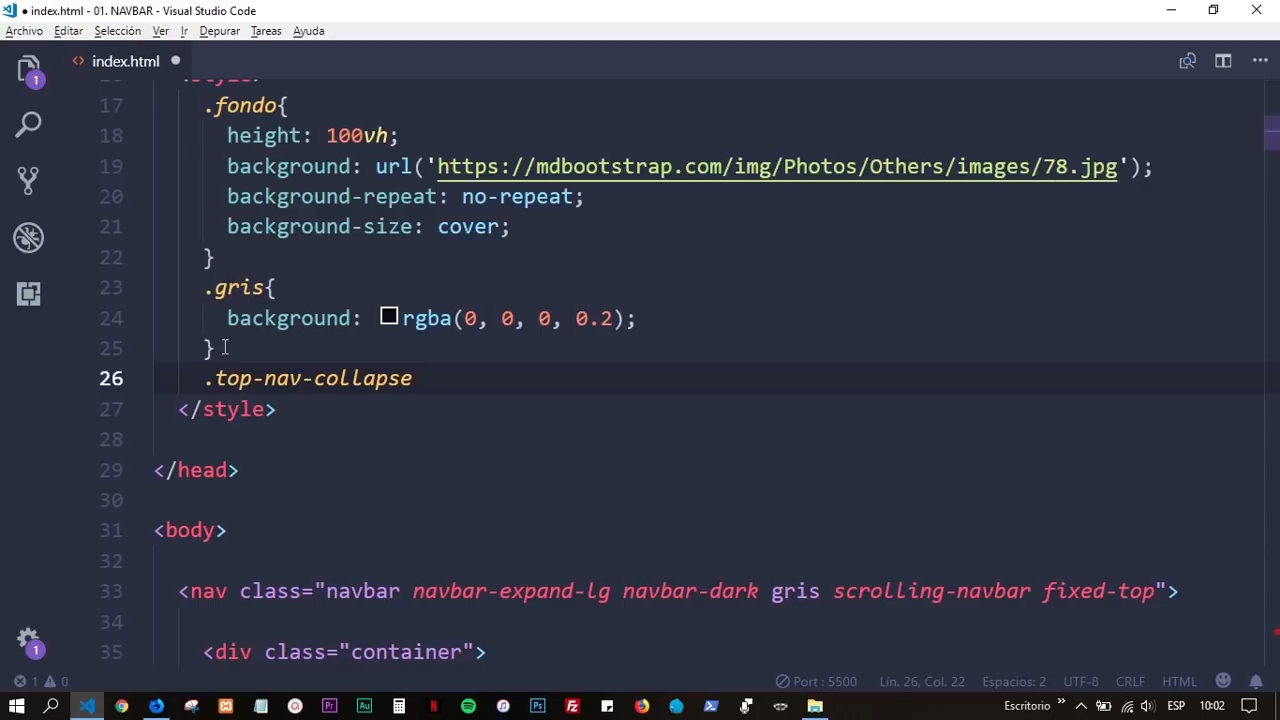 ● index.html - 01. NAVBAR - Visual Studio Code
Archivo Editar Selección Ver Ir Depurar Tareas Ayuda
<> index.html ●
17 .fondo{
18 height: 100vh;
19 background: url('https://mdbootstrap.com/img/Photos/Others/images/78.jpg');
20 background-repeat: no-repeat;
21 background-size: cover;
22 }
23 .gris{
24 background: rgba(0, 0, 0, 0.2);
25 }
26 .top-nav-collapse
27 </style>
28
29 </head>
30
31 <body>
32
33 <nav class="navbar navbar-expand-lg navbar-dark gris scrolling-navbar fixed-top">
34
35 <div class="container">
1
1
1 0 Port : 5500 Lín. 26, Col. 22 Espacios: 2 UTF-8 CRLF HTML
Escritorio ESP 10:02